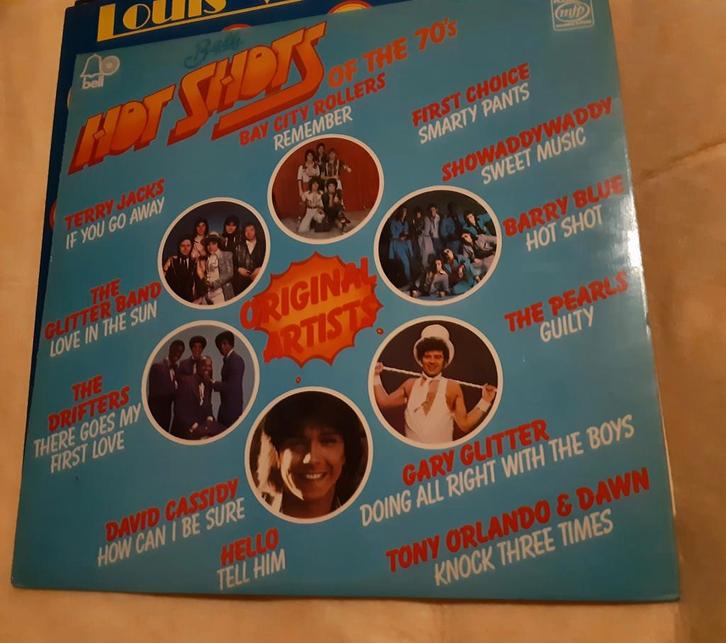 Louis
bell
HOT SHOTS
OF THE 70's
mfp
BAY CITY ROLLERS
REMEMBER
FIRST CHOICE
SMARTY PANTS
SHOWADDYWADDY
SWEET MUSIC
TERRY JACKS
IF YOU GO AWAY
BARRY BLUE
HOT SHOT
THE
GLITTER BAND
LOVE IN THE SUN
ORIGINAL
ARTISTS
THE PEARLS
GUILTY
THE
DRIFTERS
THERE GOES MY
FIRST LOVE
GARY GLITTER
DOING ALL RIGHT WITH THE BOYS
DAVID CASSIDY
HOW CAN I BE SURE
HELLO
TELL HIM
TONY ORLANDO & DAWN
KNOCK THREE TIMES